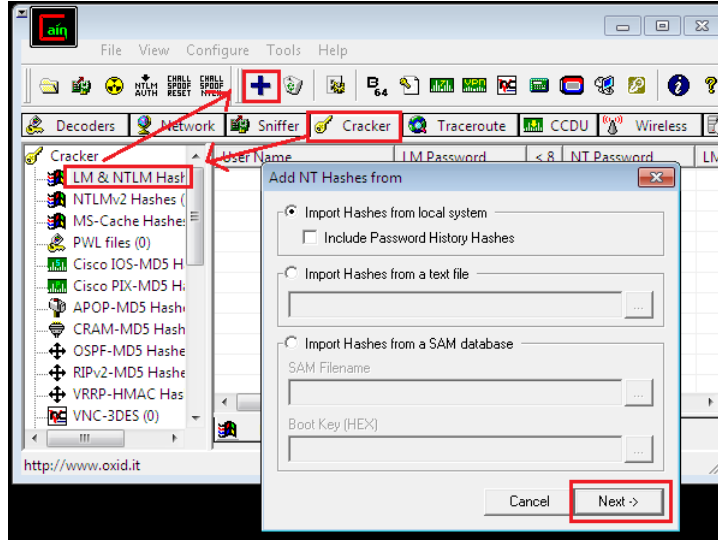 Cain
File View Configure Tools Help
NTLM AUTH CHALL SPOOF RESET CHALL SPOOF NTLM B64
Decoders Network Sniffer Cracker Traceroute CCDU Wireless
Cracker
LM & NTLM Hash
NTLMv2 Hashes (
MS-Cache Hashes
PWL files (0)
Cisco IOS-MD5 H
Cisco PIX-MD5 Ha
APOP-MD5 Hash
CRAM-MD5 Hash
OSPF-MD5 Hashe
RIPv2-MD5 Hashe
VRRP-HMAC Has
VNC-3DES (0)
User Name LM Password < 8 NT Password LM
Add NT Hashes from
Import Hashes from local system
Include Password History Hashes
Import Hashes from a text file
...
Import Hashes from a SAM database
SAM Filename
...
Boot Key (HEX)
...
Cancel Next ->
http://www.oxid.it